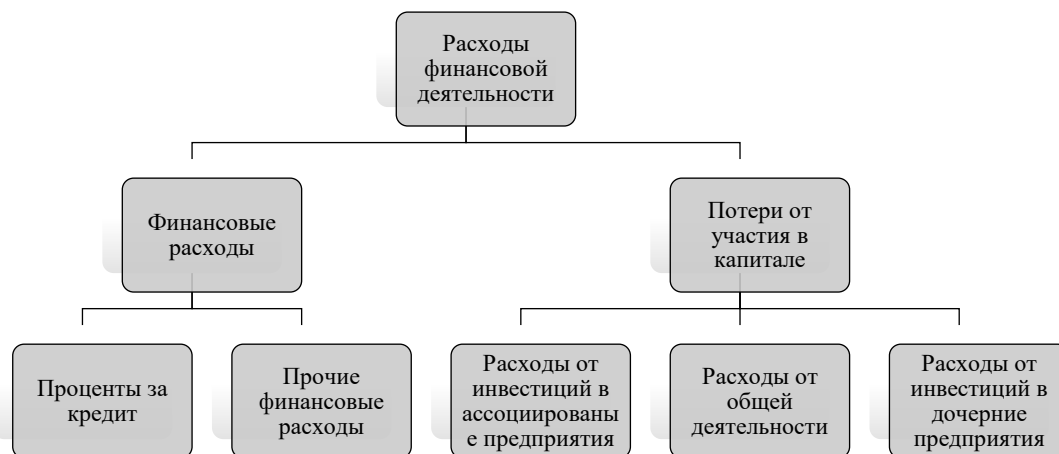 Расходы
финансовой
деятельности
Финансовые
расходы
Потери от
участия в
капитале
Проценты за
кредит
Прочие
финансовые
расходы
Расходы от
инвестиций в
ассоциированы
е предприятия
Расходы от
общей
деятельности
Расходы от
инвестиций в
дочерние
предприятия